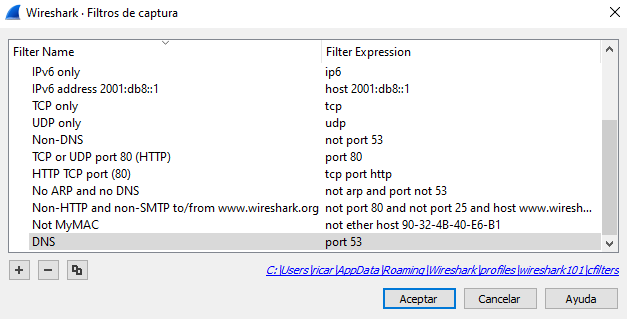 Wireshark · Filtros de captura
Filter Name Filter Expression
IPv6 only ip6
IPv6 address 2001:db8::1 host 2001:db8::1
TCP only tcp
UDP only udp
Non-DNS not port 53
TCP or UDP port 80 (HTTP) port 80
HTTP TCP port (80) tcp port http
No ARP and no DNS not arp and port not 53
Non-HTTP and non-SMTP to/from www.wireshark.org not port 80 and not port 25 and host www.wiresh...
Not MyMAC not ether host 90-32-4B-40-E6-B1
DNS port 53
C:\Users\ricar\AppData\Roaming\Wireshark\profiles\wireshark101\cfilters
Aceptar Cancelar Ayuda